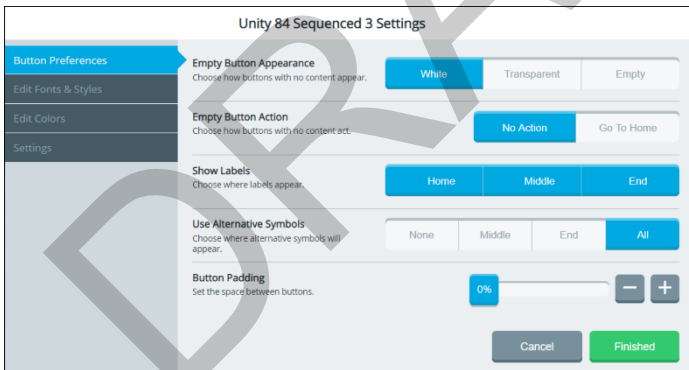 Unity 84 Sequenced 3 Settings
Button Preferences
Edit Fonts & Styles
Edit Colors
Settings
Empty Button Appearance
Choose how buttons with no content appear.
White
Transparent
Empty
Empty Button Action
Choose how buttons with no content act.
No Action
Go To Home
Show Labels
Choose where labels appear.
Home
Middle
End
Use Alternative Symbols
Choose where alternative symbols will
appear.
None
Middle
End
All
Button Padding
Set the space between buttons.
0%
−
+
Cancel
Finished